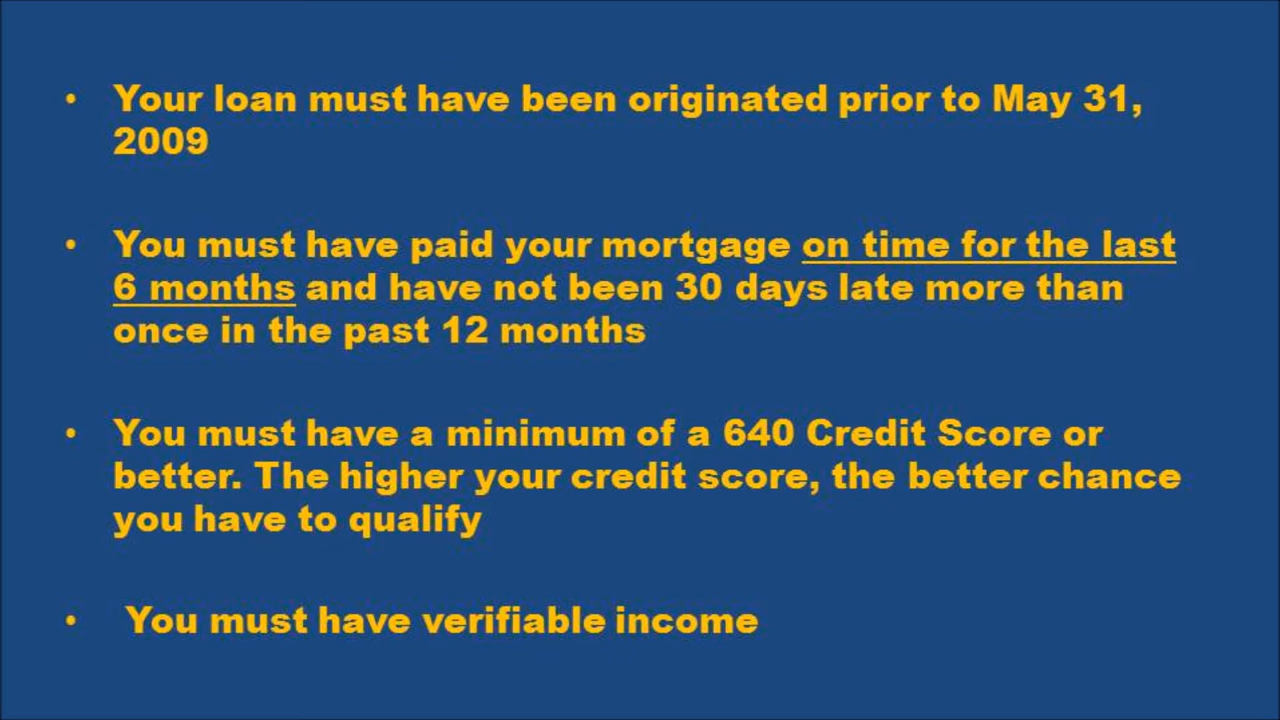 • Your loan must have been originated prior to May 31,
2009
• You must have paid your mortgage on time for the last
6 months and have not been 30 days late more than
once in the past 12 months
• You must have a minimum of a 640 Credit Score or
better. The higher your credit score, the better chance
you have to qualify
• You must have verifiable income